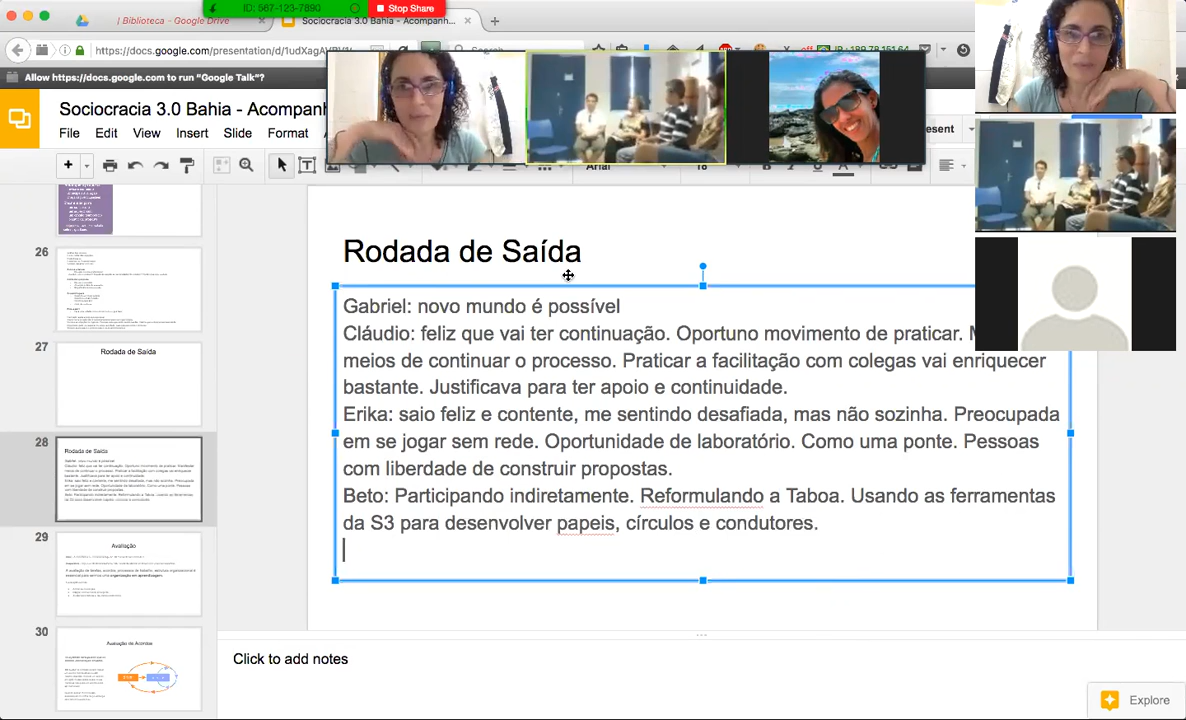 ID: 567-123-7890 Stop Share
| Biblioteca - Google Drive
Sociocracia 3.0 Bahia - Acompanh...
https://docs.google.com/presentation/d/1udXagAV
Search
IP: 189.78.151.64
Allow https://docs.google.com to run "Google Talk"?
Sociocracia 3.0 Bahia - Acompanh
File Edit View Insert Slide Format
esent
Arial
18
26
27
Rodada de Saída
28
Rodada de Saída
29
Avaliação
30
Avaliação de Acordos
Rodada de Saída
Gabriel: novo mundo é possível
Cláudio: feliz que vai ter continuação. Oportuno movimento de praticar.
meios de continuar o processo. Praticar a facilitação com colegas vai enriquecer
bastante. Justificava para ter apoio e continuidade.
Erika: saio feliz e contente, me sentindo desafiada, mas não sozinha. Preocupada
em se jogar sem rede. Oportunidade de laboratório. Como uma ponte. Pessoas
com liberdade de construir propostas.
Beto: Participando indiretamente. Reformulando a Taboa. Usando as ferramentas
da S3 para desenvolver papeis, círculos e condutores.
Click to add notes
Explore